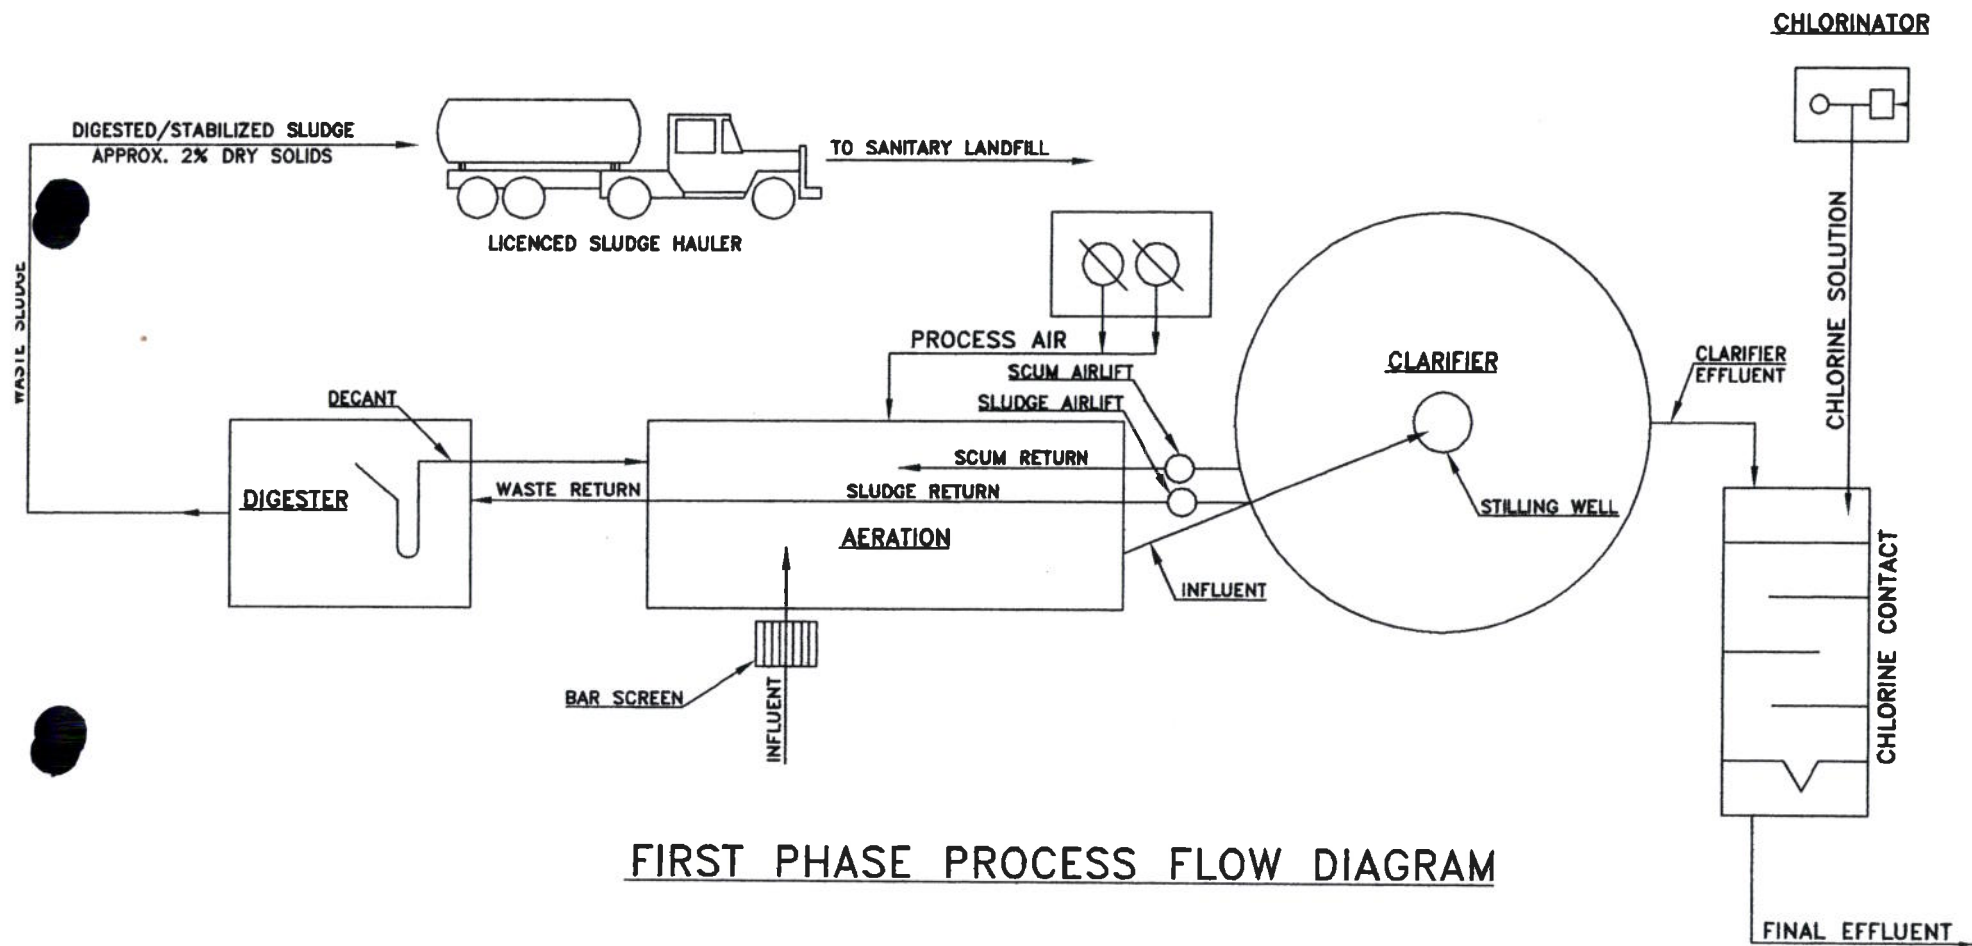 CHLORINATOR
DIGESTED/STABILIZED SLUDGE
APPROX. 2% DRY SOLIDS
TO SANITARY LANDFILL
LICENCED SLUDGE HAULER
WASTE SLUDGE
CHLORINE SOLUTION
PROCESS AIR
SCUM AIRLIFT
SLUDGE AIRLIFT
CLARIFIER
CLARIFIER
EFFLUENT
DECANT
SCUM RETURN
WASTE RETURN
SLUDGE RETURN
DIGESTER
STILLING WELL
AERATION
INFLUENT
CHLORINE CONTACT
BAR SCREEN
INFLUENT
FIRST PHASE PROCESS FLOW DIAGRAM
FINAL EFFLUENT